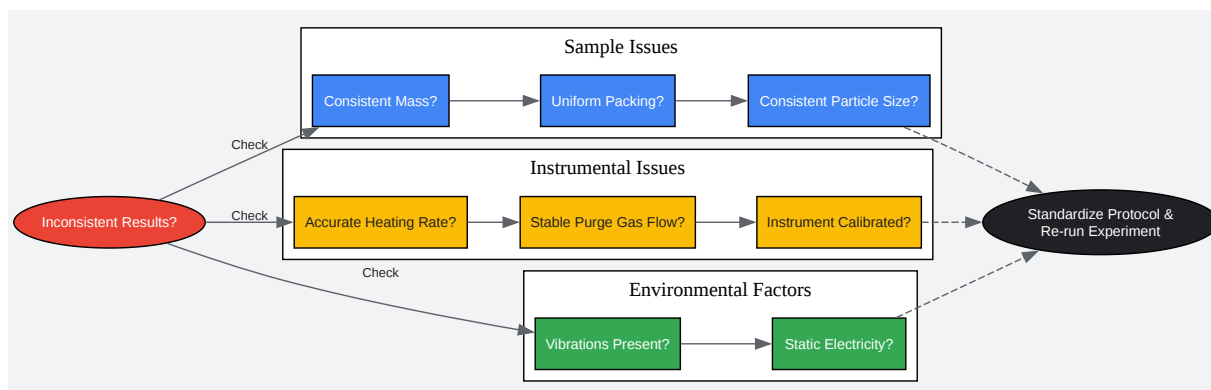 Sample Issues
Consistent Mass?
Uniform Packing?
Consistent Particle Size?
Check
Instrumental Issues
Inconsistent Results?
Check
Accurate Heating Rate?
Stable Purge Gas Flow?
Instrument Calibrated?
Standardize Protocol &
Re-run Experiment
Check
Environmental Factors
Vibrations Present?
Static Electricity?